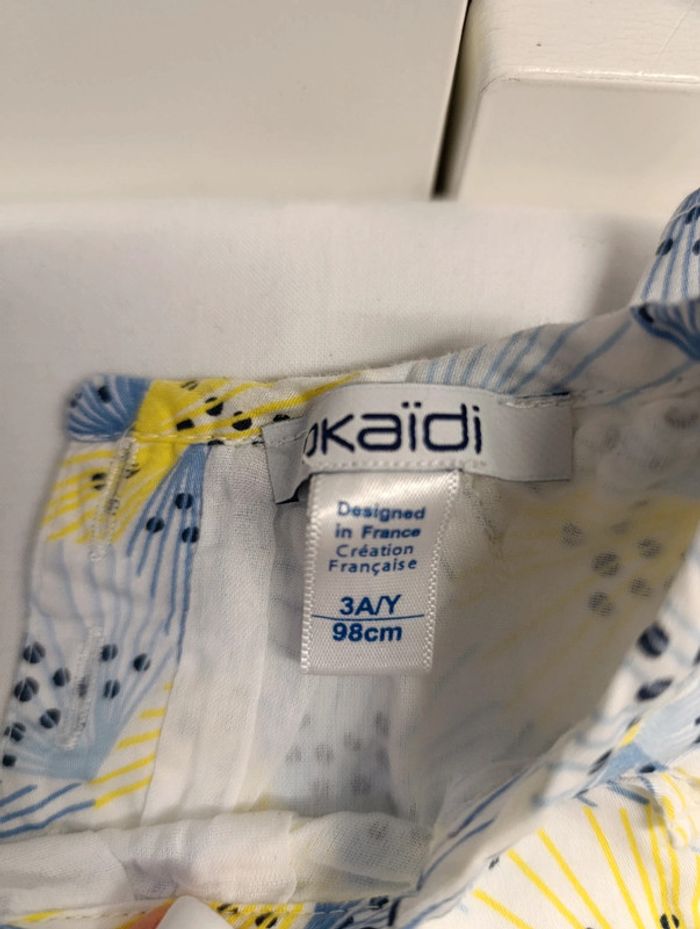 okaïdi
Designed
in France
Création
Française
3A/Y
98cm